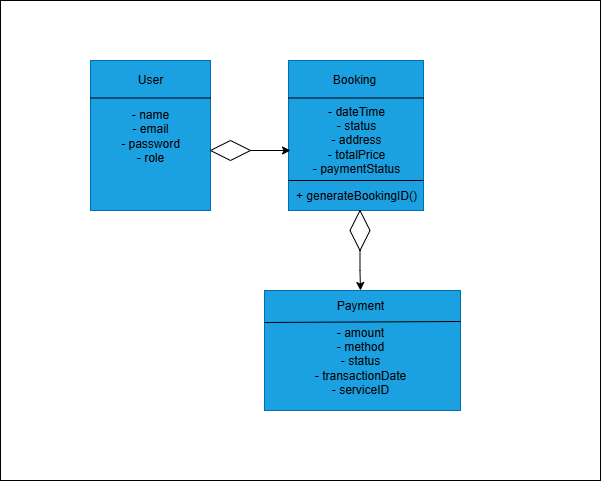 User
- name
- email
- password
- role
Booking
- dateTime
- status
- address
- totalPrice
- paymentStatus
+ generateBookingID()
Payment
- amount
- method
- status
- transactionDate
- serviceID